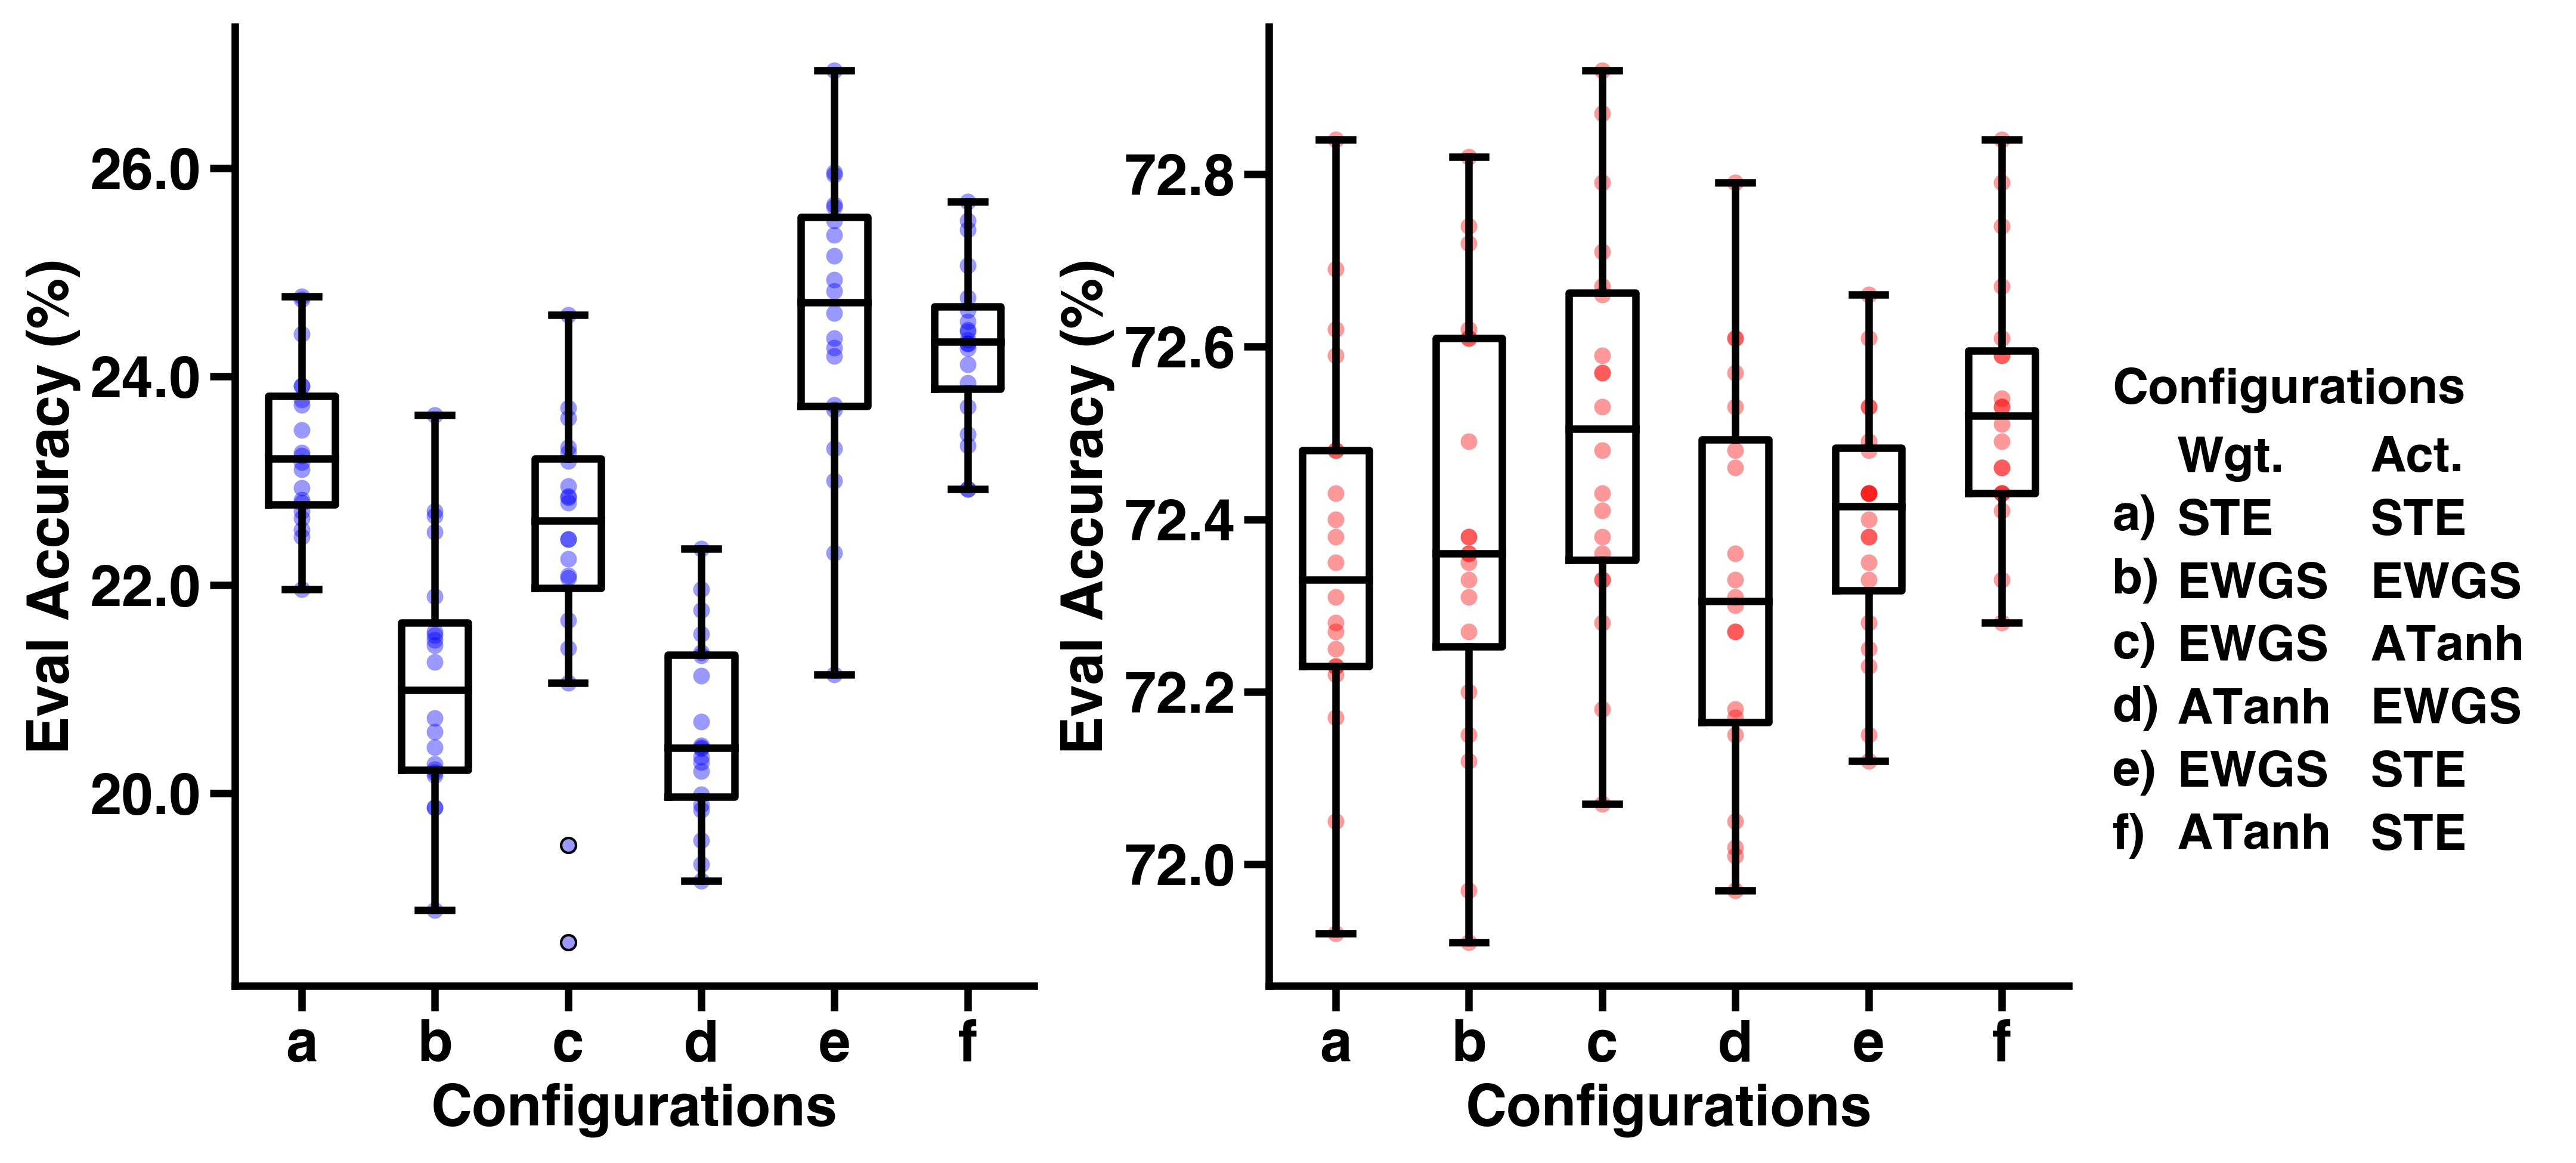 Eval Accuracy (%)
26.0
24.0
22.0
20.0
a b c d e f
Configurations
Eval Accuracy (%)
72.8
72.6
72.4
72.2
72.0
a b c d e f
Configurations
Configurations
Wgt. Act.
a) STE STE
b) EWGS EWGS
c) EWGS ATanh
d) ATanh EWGS
e) EWGS STE
f) ATanh STE